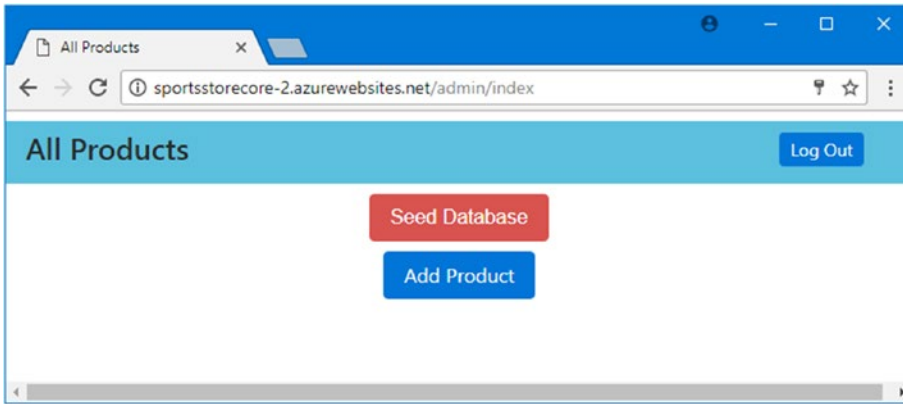 All Products
sportsstorecore-2.azurewebsites.net/admin/index
All Products
Log Out
Seed Database
Add Product